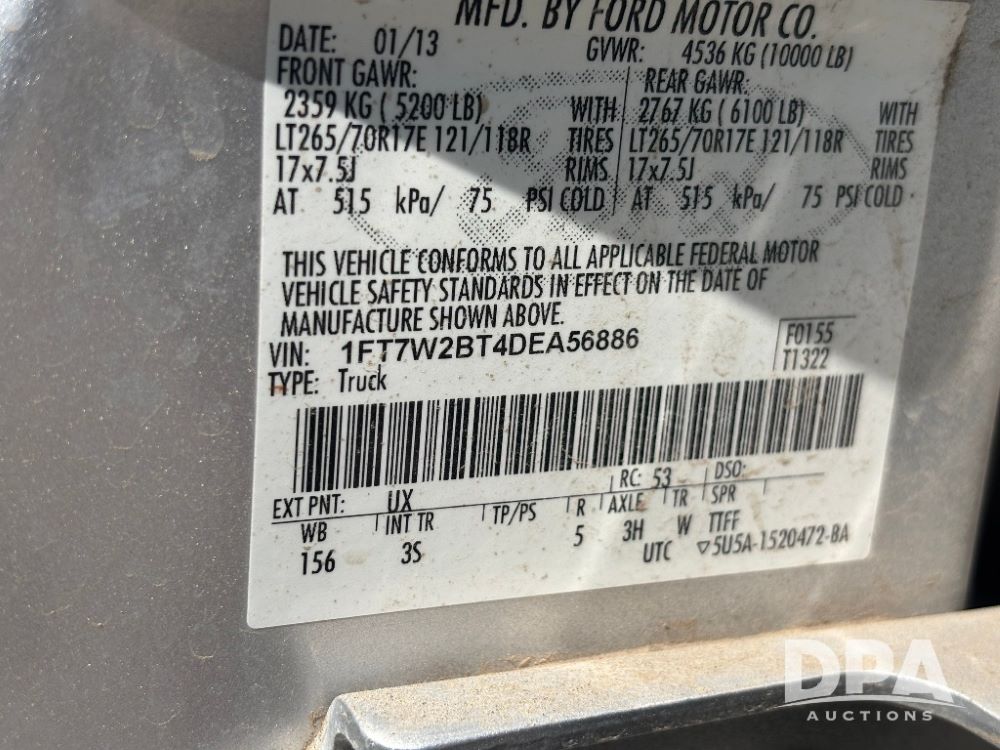 MFD. BY FORD MOTOR CO.
DATE: 01/13 GVWR: 4536 KG (10000 LB)
FRONT GAWR: REAR GAWR:
2359 KG ( 5200 LB) WITH 2767 KG ( 6100 LB) WITH
LT265/70R17E 121/118R TIRES LT265/70R17E 121/118R TIRES
17x7.5J RIMS 17x7.5J RIMS
AT 515 kPa/ 75 PSI COLD AT 515 kPa/ 75 PSI COLD
THIS VEHICLE CONFORMS TO ALL APPLICABLE FEDERAL MOTOR
VEHICLE SAFETY STANDARDS IN EFFECT ON THE DATE OF
MANUFACTURE SHOWN ABOVE.
VIN: 1FT7W2BT4DEA56886 F0155
TYPE: Truck T1322
EXT PNT: UX RC: 53 DSO:
WB INT TR TP/PS R AXLE TR SPR
156 3S 5 3H W TTFF
UTC ▽5U5A-1520472-BA
DPA
AUCTIONS